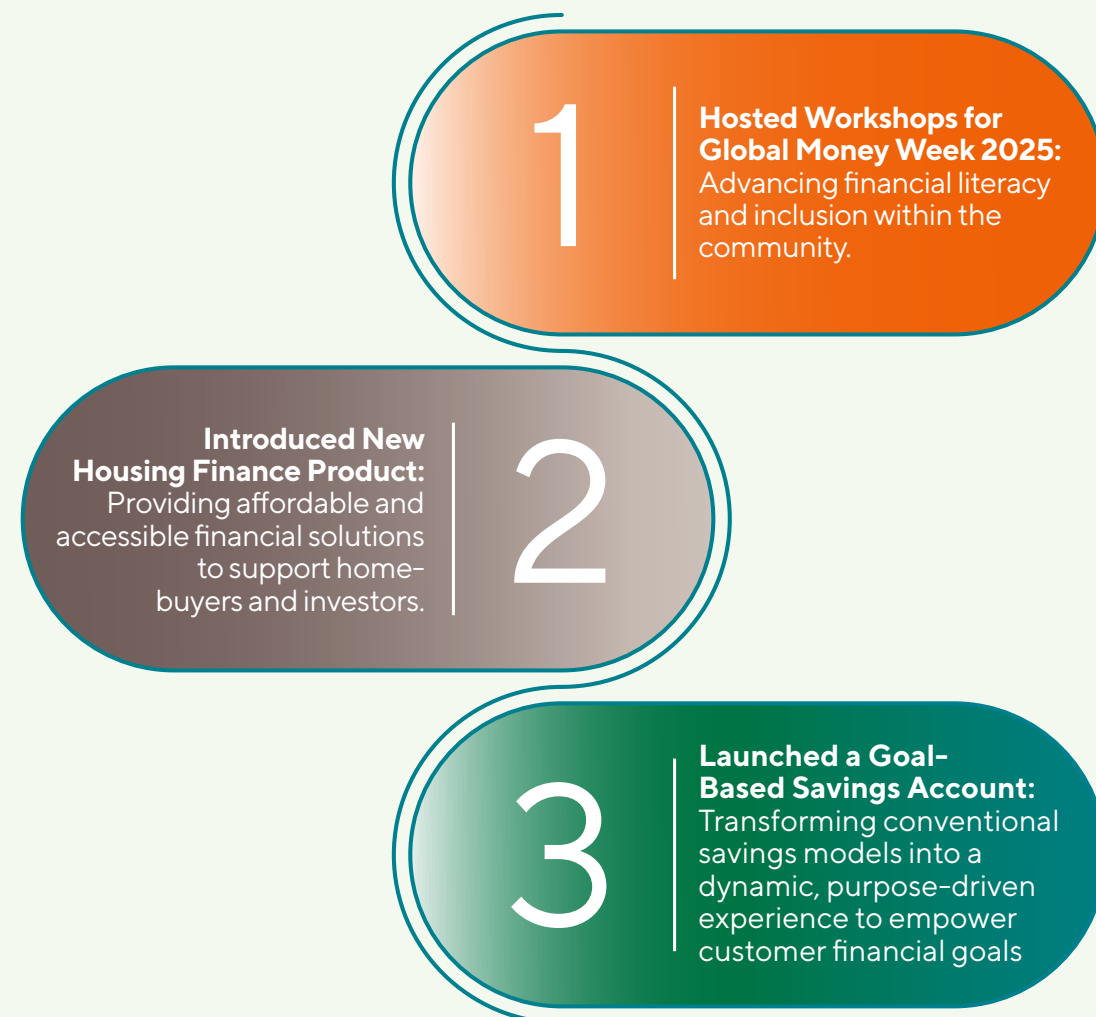 1
Hosted Workshops for
Global Money Week 2025:
Advancing financial literacy
and inclusion within the
community.
Introduced New
Housing Finance Product:
Providing affordable and
accessible financial solutions
to support home-
buyers and investors.
2
3
Launched a Goal-
Based Savings Account:
Transforming conventional
savings models into a
dynamic, purpose-driven
experience to empower
customer financial goals